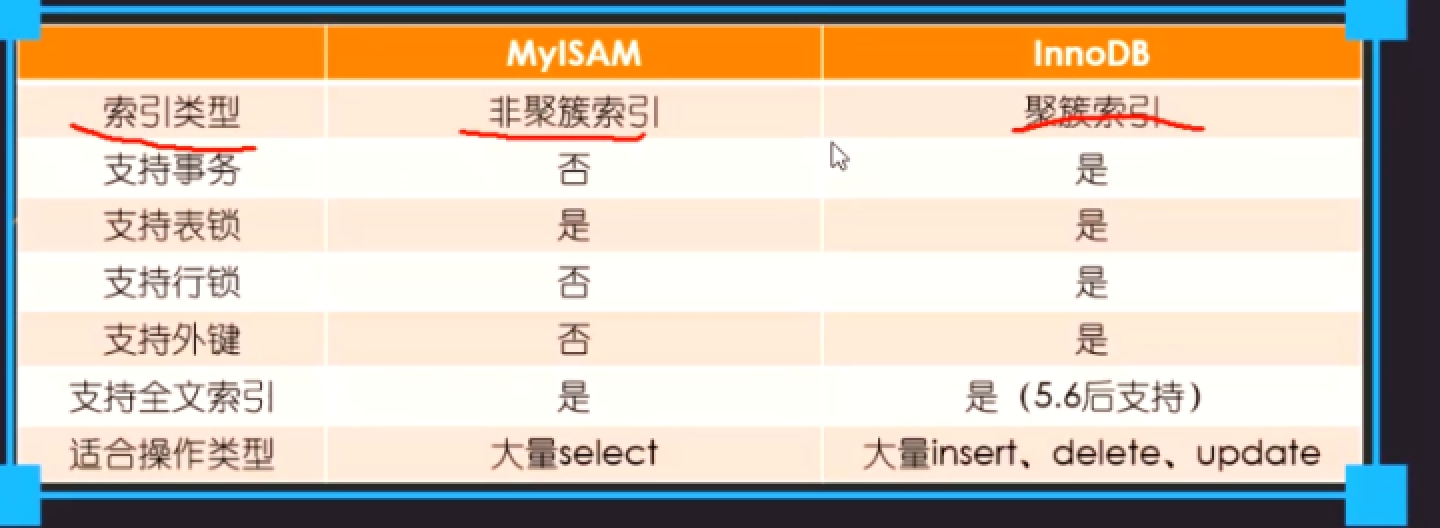 MyISAM InnoDB
索引类型 非聚簇索引 聚簇索引
支持事务 否 是
支持表锁 是 是
支持行锁 否 是
支持外键 否 是
支持全文索引 是 是（5.6后支持）
适合操作类型 大量select 大量insert、delete、update